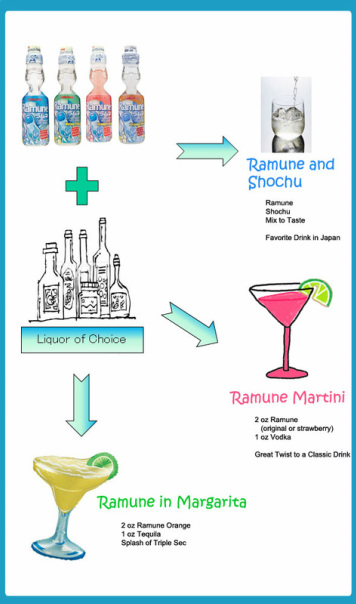 Ramune
Ramune
Ramune
Ramune
Ramune and
Shochu
Ramune
Shochu
Mix to Taste
Favorite Drink in Japan
Liquor of Choice
Ramune Martini
2 oz Ramune
(original or strawberry)
1 oz Vodka
Great Twist to a Classic Drink
Ramune in Margarita
2 oz Ramune Orange
1 oz Tequila
Splash of Triple Sec